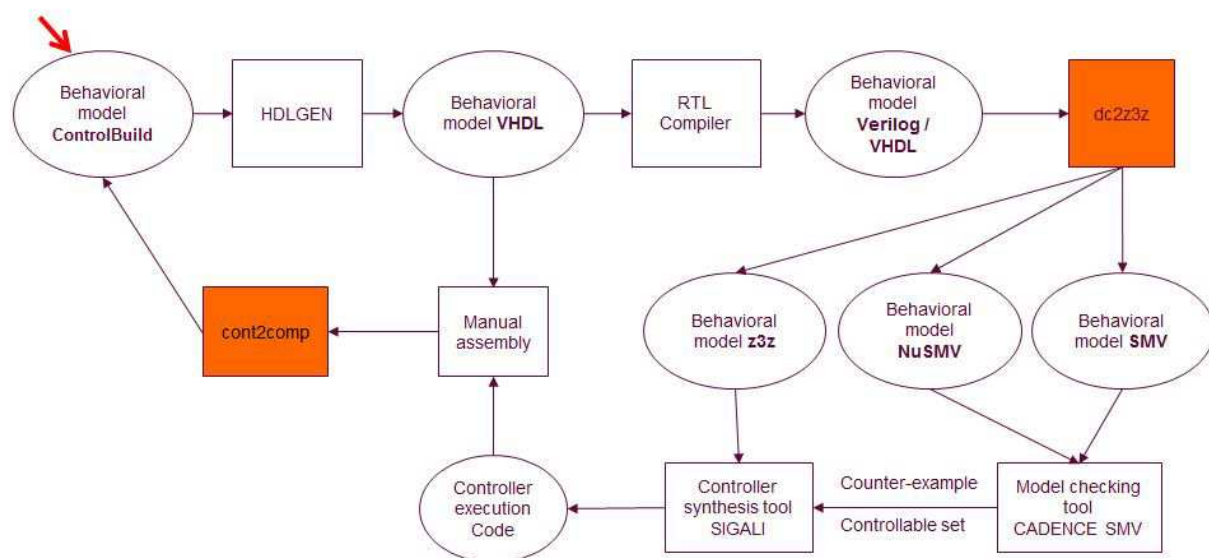 Behavioral
model
ControlBuild
HDLGEN
Behavioral
model VHDL
RTL
Compiler
Behavioral
model
Verilog /
VHDL
dc2z3z
cont2comp
Manual
assembly
Behavioral
model z3z
Behavioral
model
NuSMV
Behavioral
model SMV
Controller
execution
Code
Controller
synthesis tool
SIGALI
Counter-example
Controllable set
Model checking
tool
CADENCE SMV